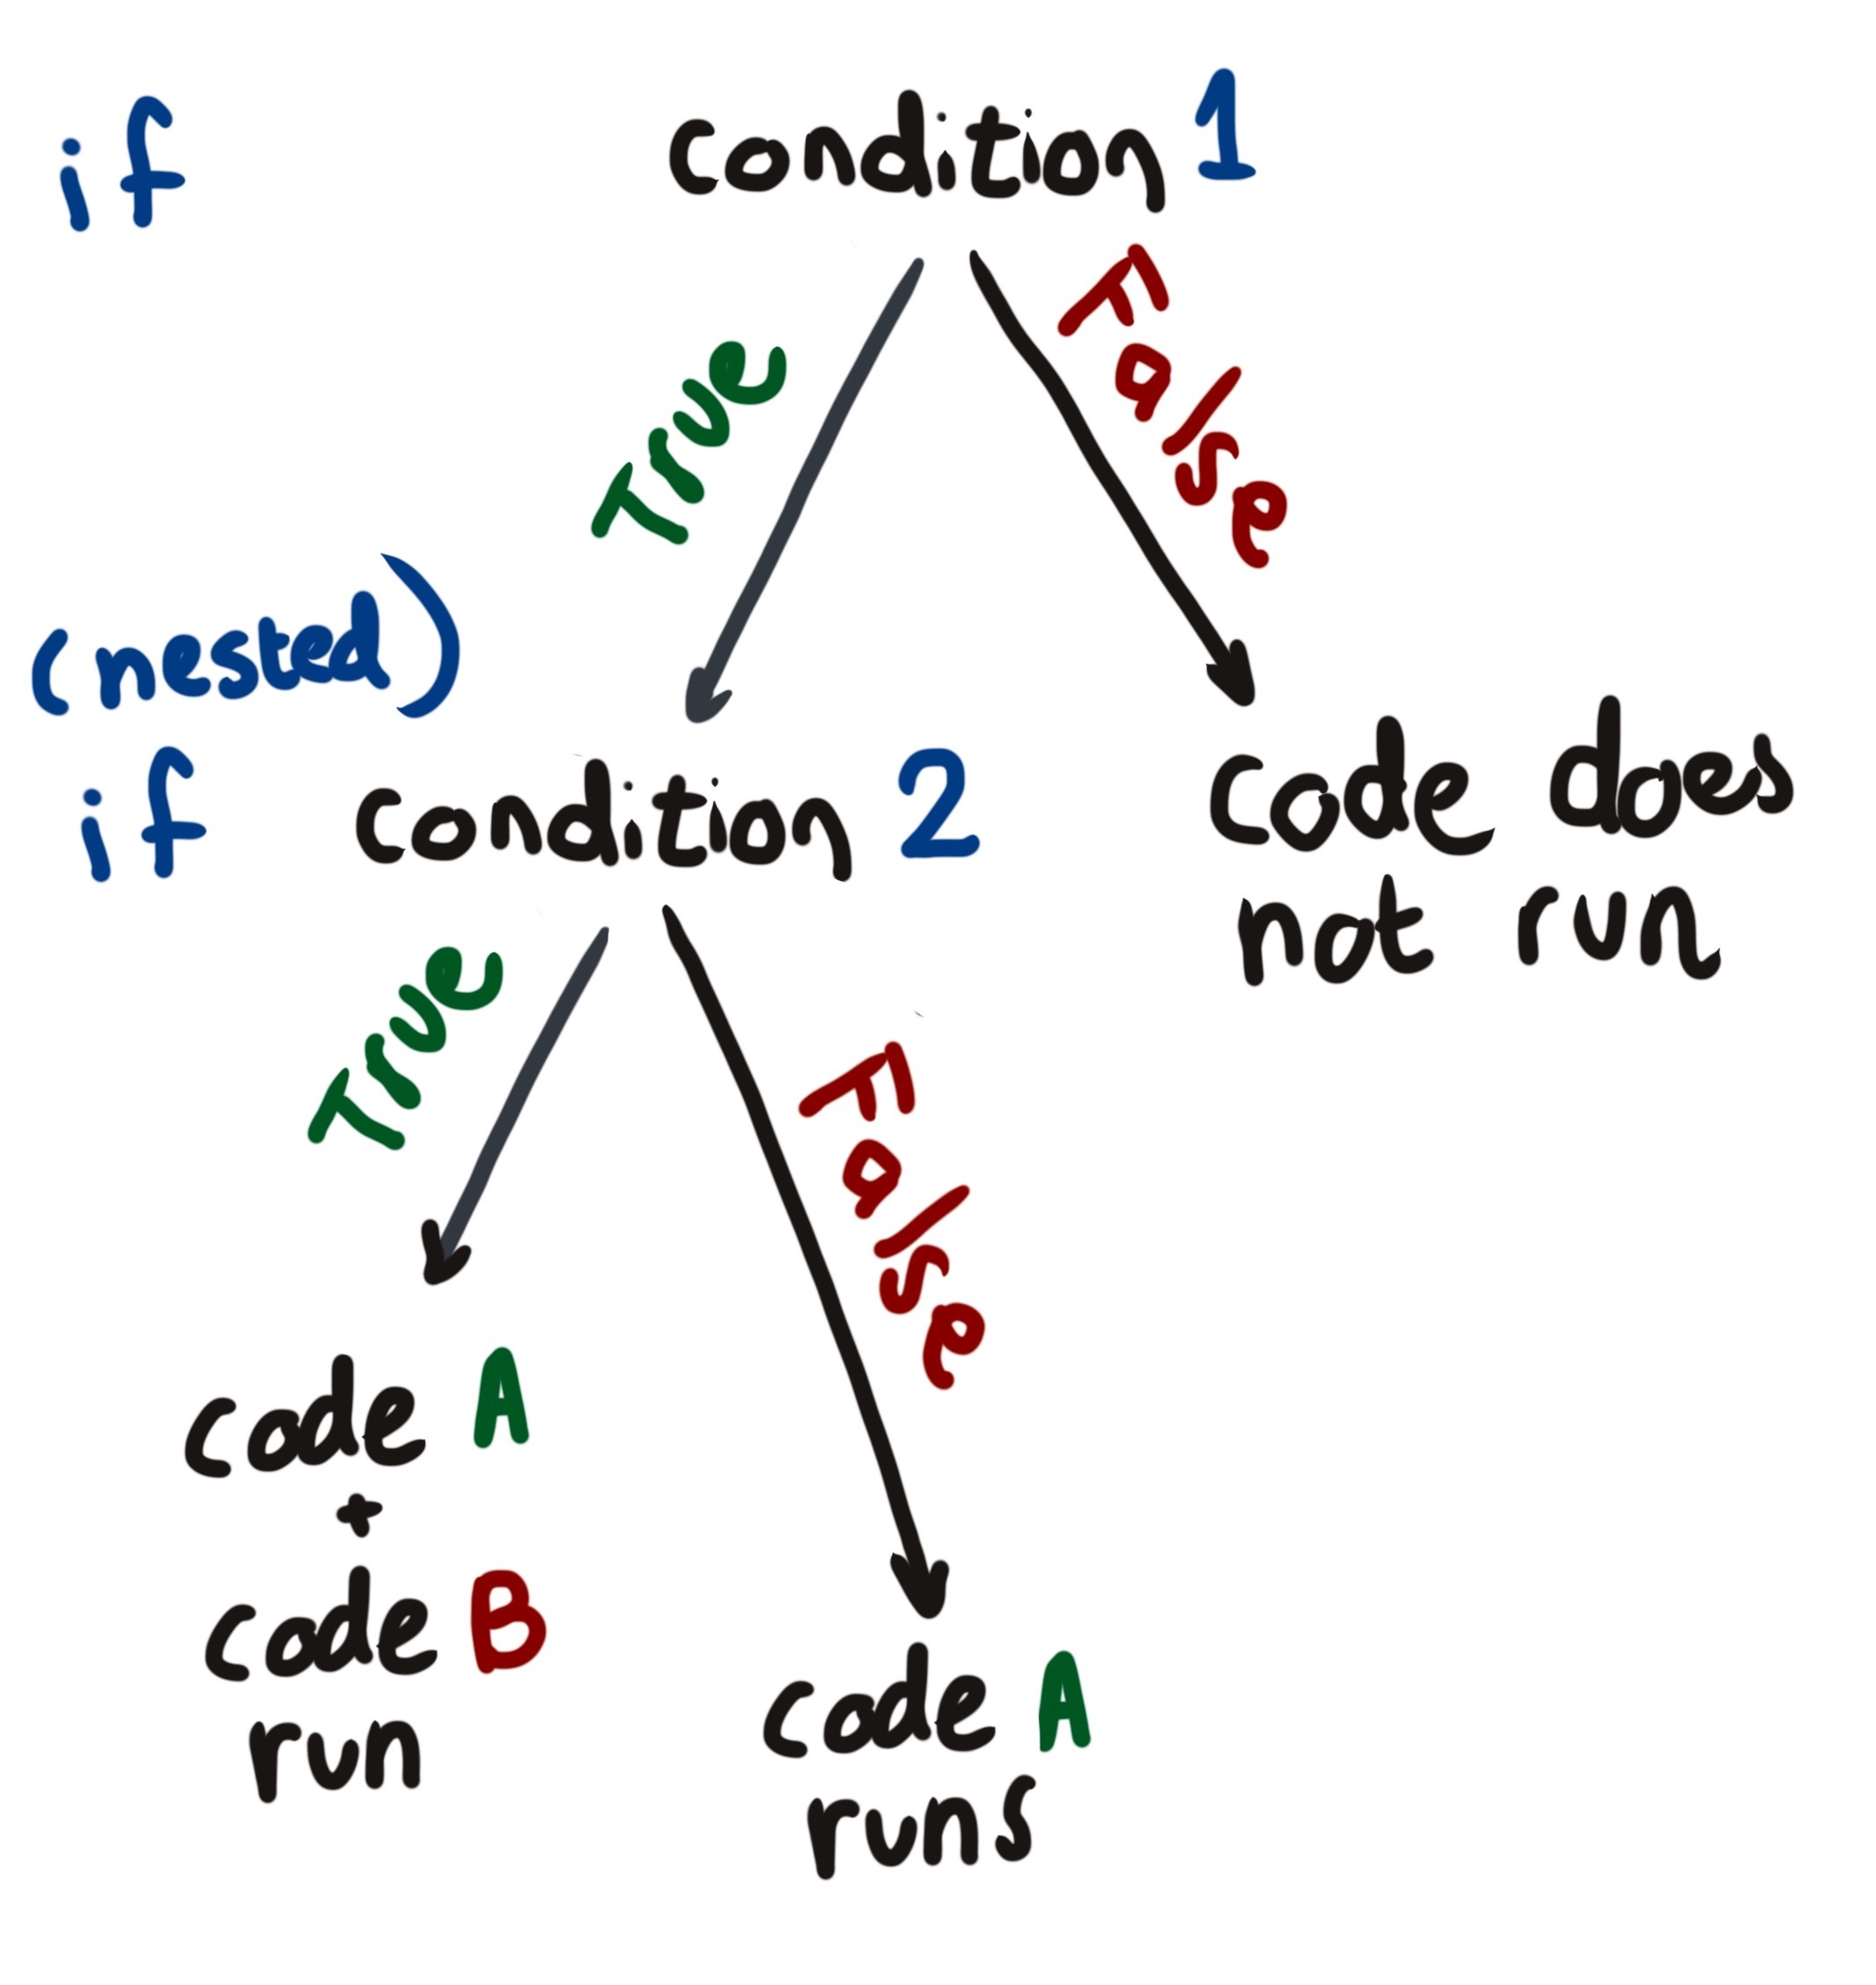 if condition 1
True
False
(nested)
if condition 2
code does
not run
True
False
code A
+
code B
run
code A
runs